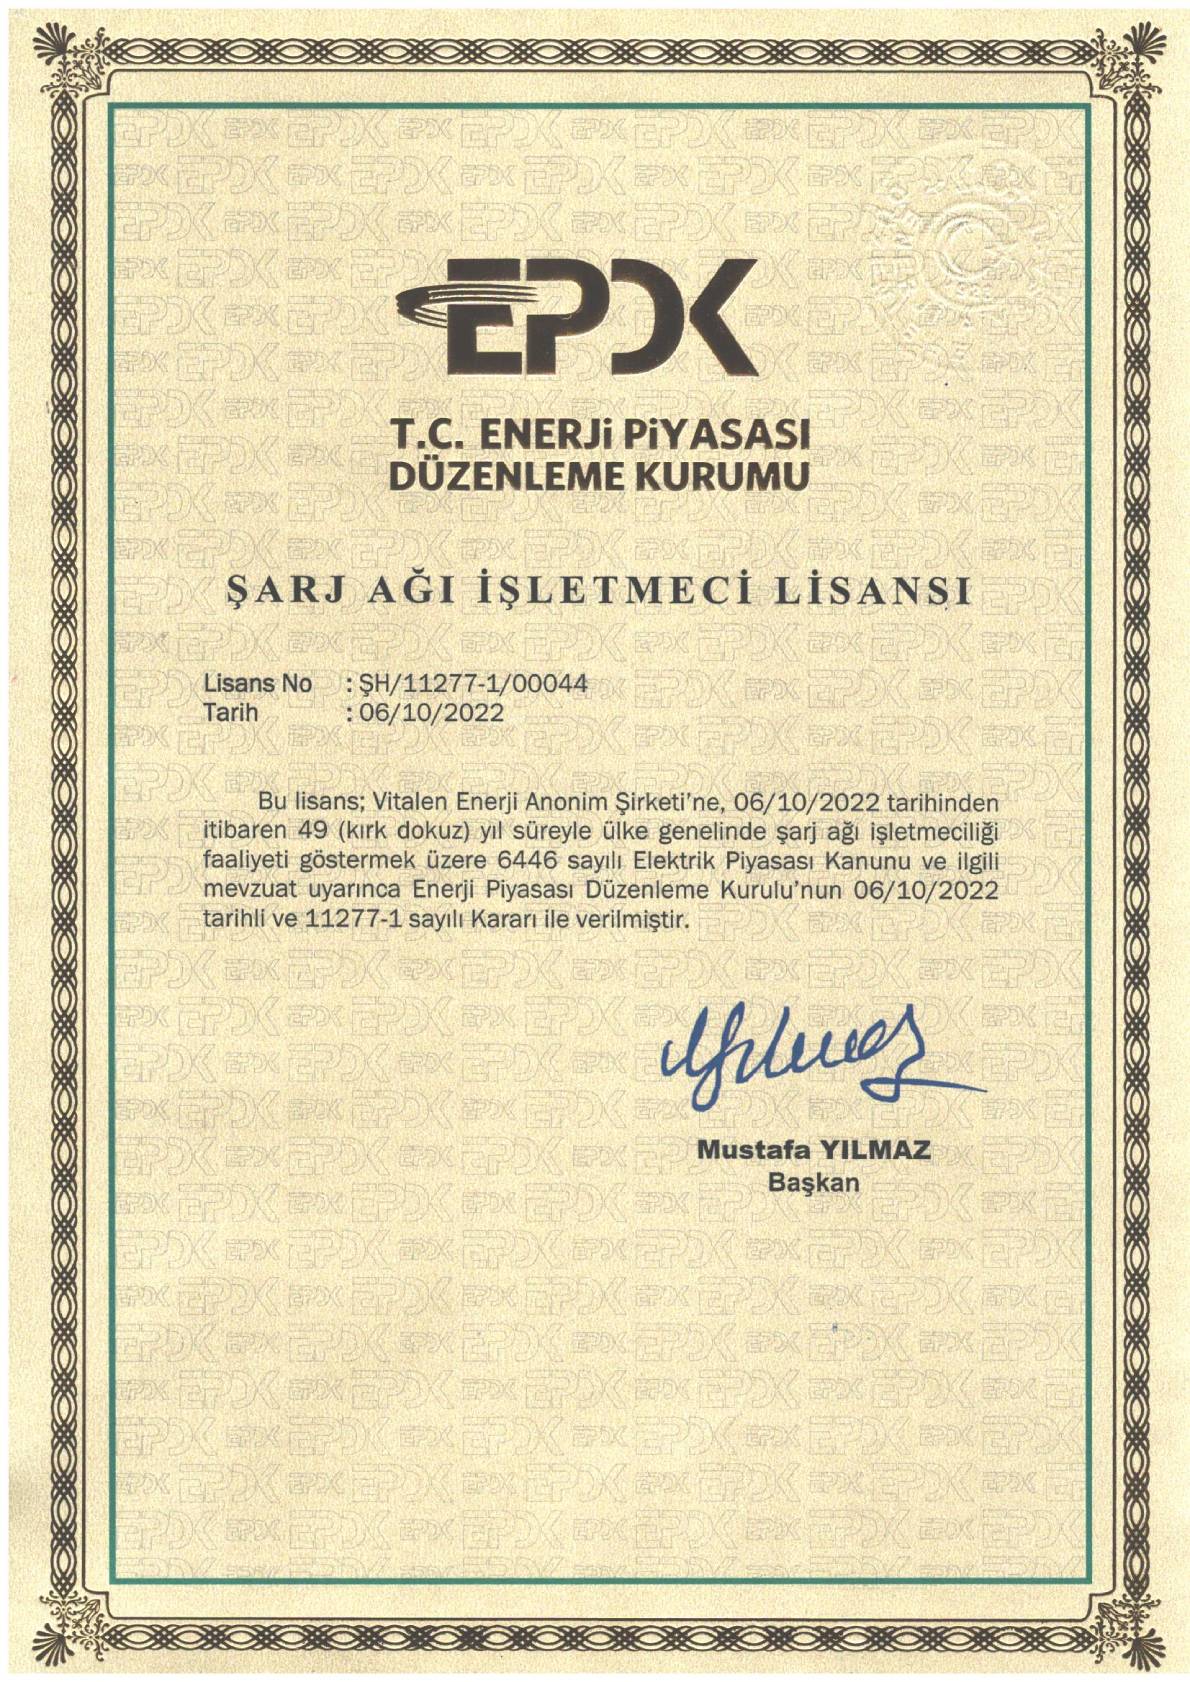 EPDK
T.C. ENERJi PiYASASI
DÜZENLEME KURUMU
ŞARJ AĞI İŞLETMECİ LİSANSI
Lisans No : ŞH/11277-1/00044
Tarih : 06/10/2022
Bu lisans; Vitalen Enerji Anonim Şirketi’ne, 06/10/2022 tarihinden
itibaren 49 (kırk dokuz) yıl süreyle ülke genelinde şarj ağı işletmeciliği
faaliyeti göstermek üzere 6446 sayılı Elektrik Piyasası Kanunu ve ilgili
mevzuat uyarınca Enerji Piyasası Düzenleme Kurulu’nun 06/10/2022
tarihli ve 11277-1 sayılı Kararı ile verilmiştir.
Mustafa YILMAZ
Başkan